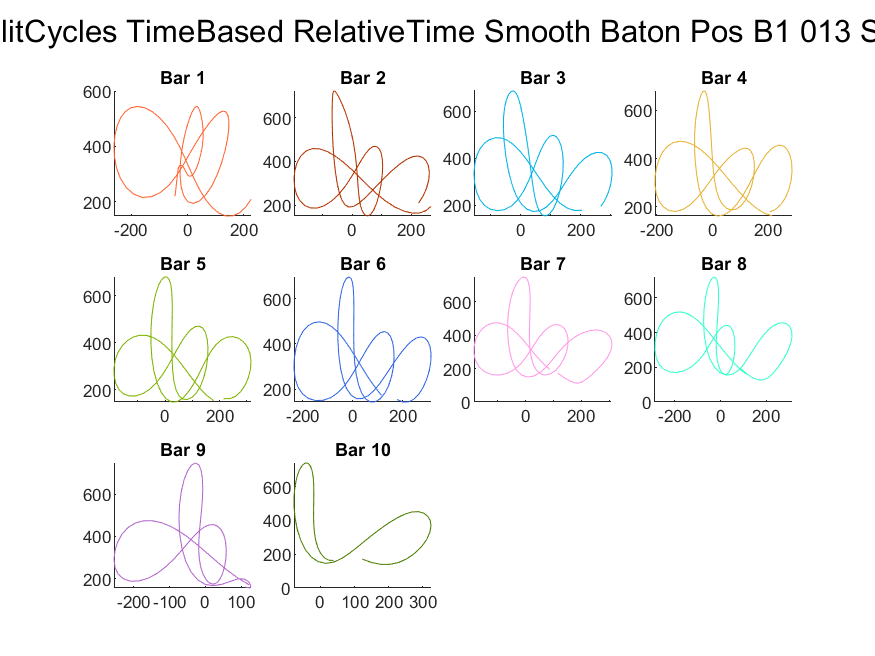 litCycles TimeBased RelativeTime Smooth Baton Pos B1 013 S
Bar 1 Bar 2 Bar 3 Bar 4
600 400 200 -200 0 200
600 400 200 0 200
600 400 200 0 200
600 400 200 -200 0 200
Bar 5 Bar 6 Bar 7 Bar 8
600 400 200 0 200
600 400 200 -200 0 200
600 400 200 0 0 200
600 400 200 0 -200 0 200
Bar 9 Bar 10
600 400 200 -200 -100 0 100
600 400 200 0 0 100 200 300